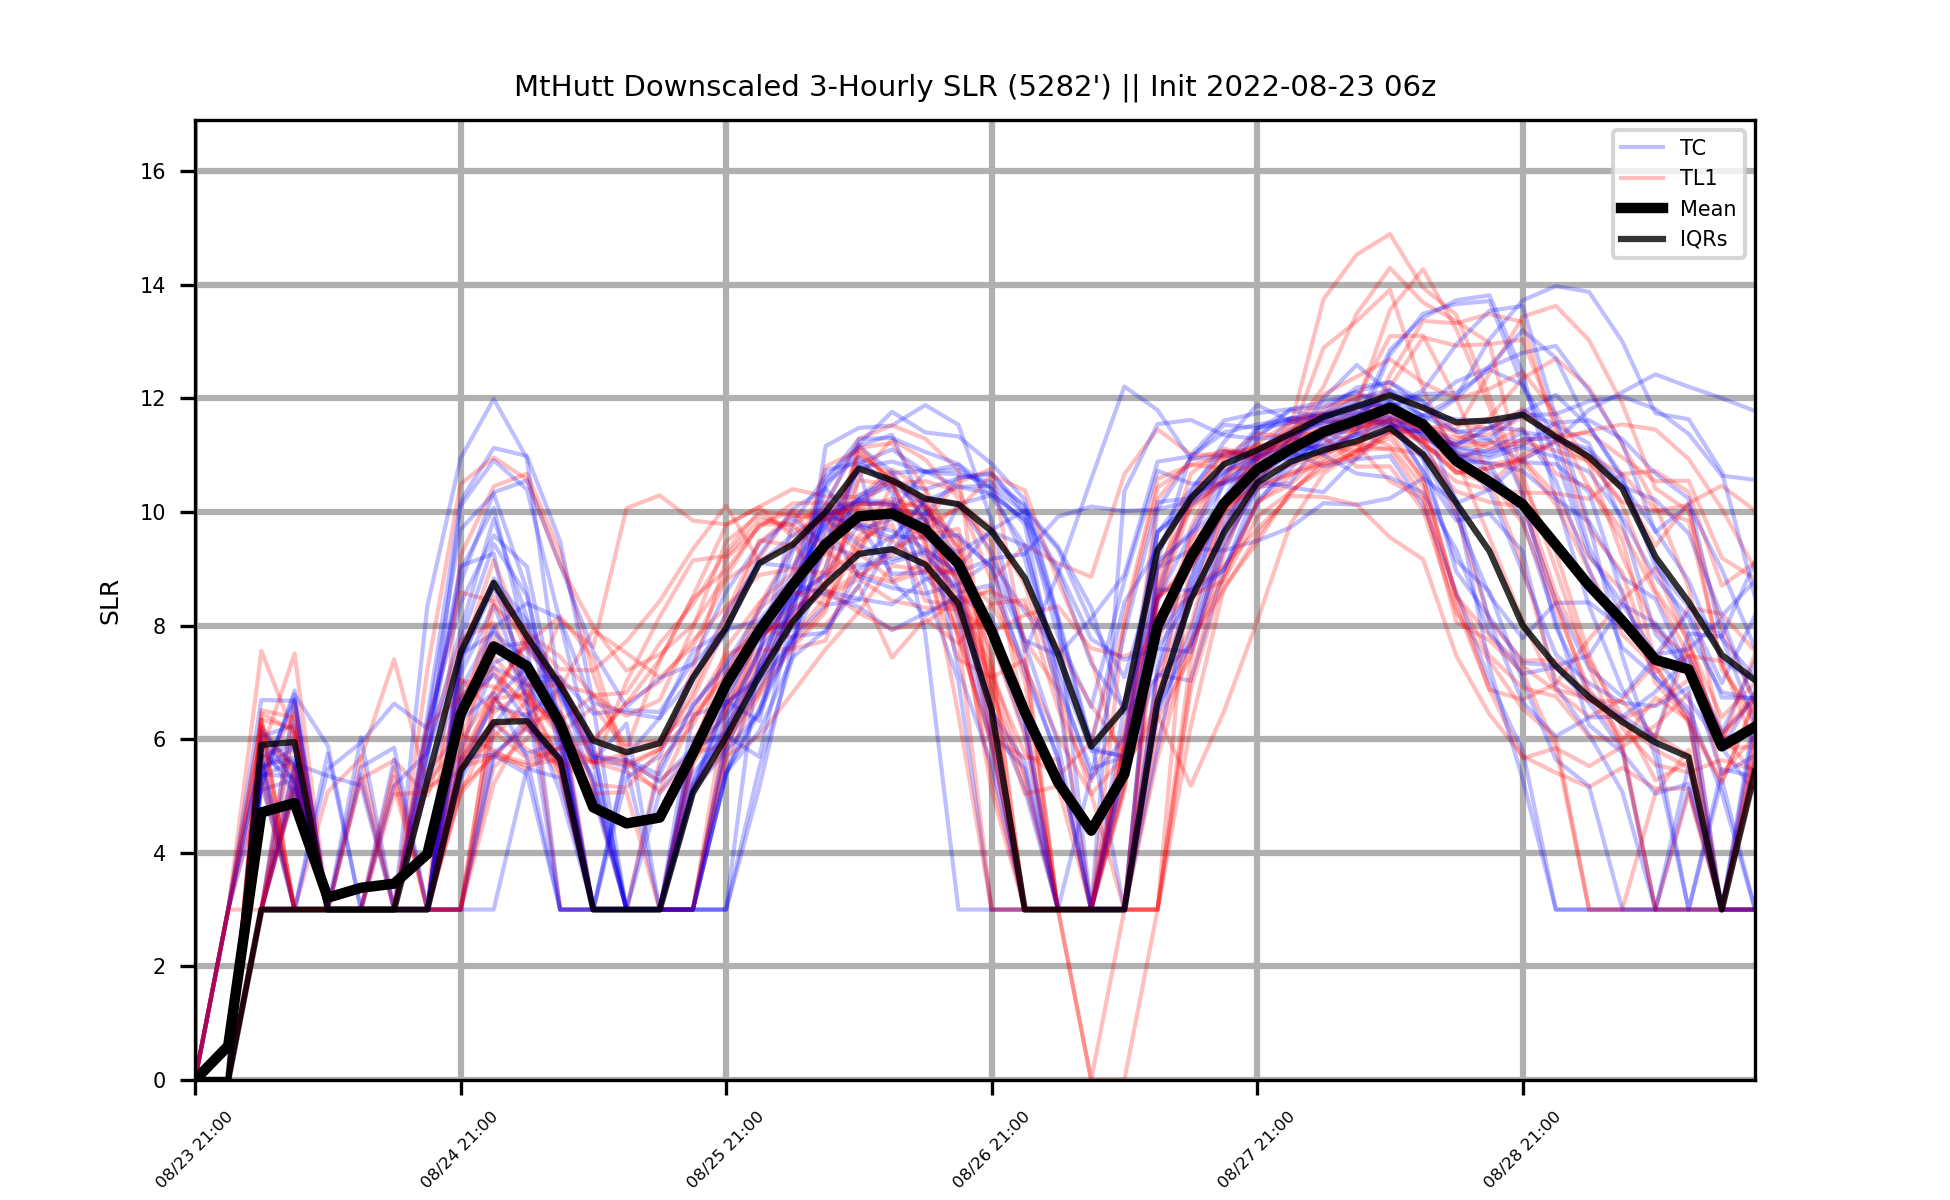 MtHutt Downscaled 3-Hourly SLR (5282') || Init 2022-08-23 06z
TC
TL1
Mean
IQRs
SLR
16
14
12
10
8
6
4
2
0
08/23 21:00
08/24 21:00
08/25 21:00
08/26 21:00
08/27 21:00
08/28 21:00